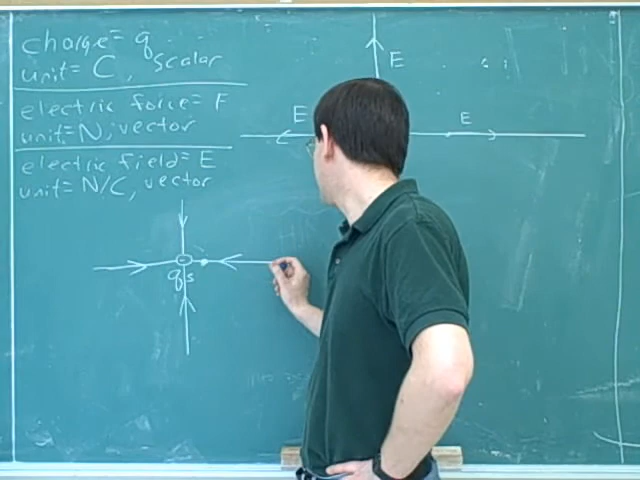 charge = q
unit = C, scalar
electric force = F
unit = N, vector
electric field = E
unit = N/C, vector
E
E
E
-
qs